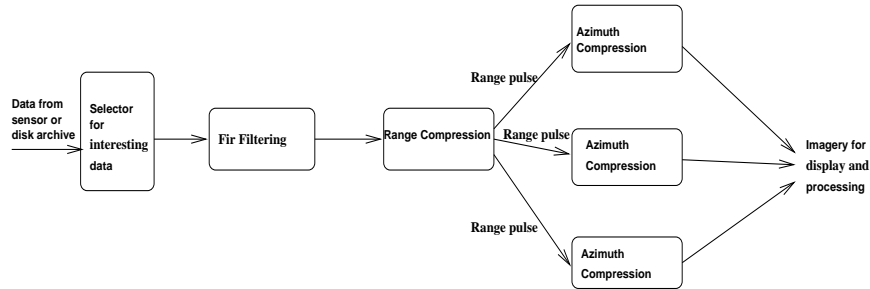 Data from
sensor or
disk archive
Selector
for
interesting
data
Fir Filtering
Range Compression
Range pulse
Range pulse
Range pulse
Azimuth
Compression
Azimuth
Compression
Azimuth
Compression
Imagery for
display and
processing